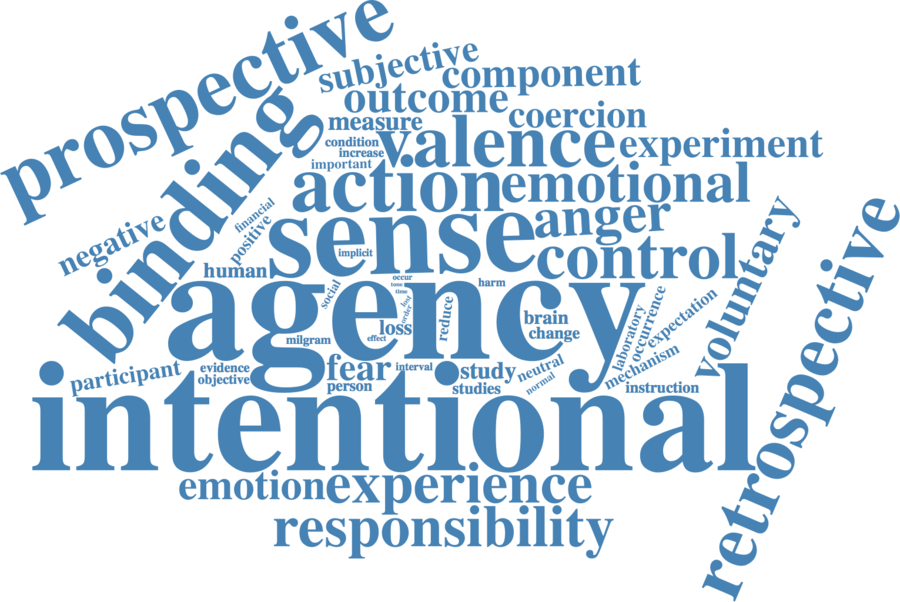 prospective
subjective
component
outcome
coercion
measure
binding
valence
experiment
condition
increase
important
action
emotional
financial
negative
positive
sense
anger
voluntary
implicit
control
human
retrospective
occur
tone
time
harm
social
agency
lost
order
reduce
brain
loss
change
laboratory
occurrence
expectation
milgram
effect
mechanism
participant
evidence
objective
fear
interval
study
neutral
person
studies
normal
instruction
intentional
emotion
experience
responsibility